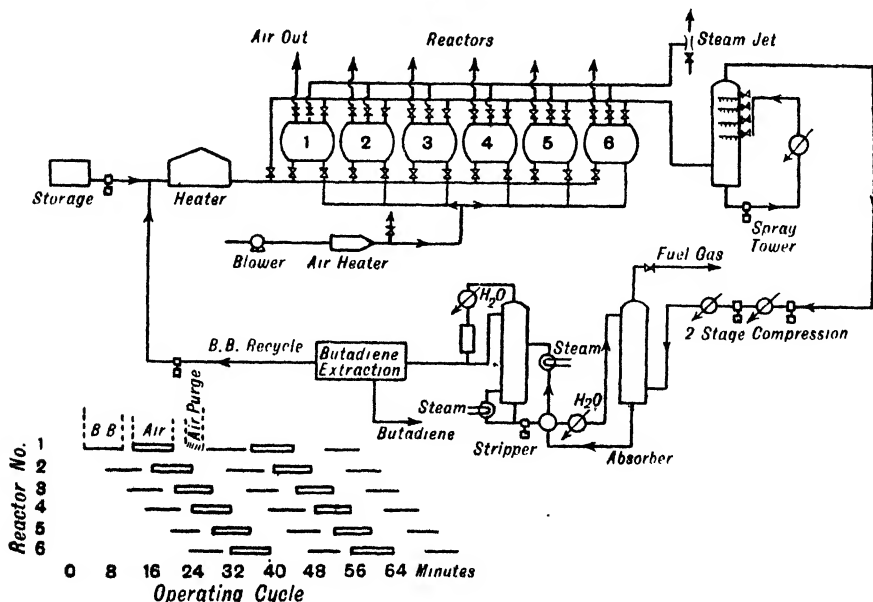 Air Out
Reactors
Steam Jet
1 2 3 4 5 6
Storage
Heater
Spray
Tower
Blower
Air Heater
Fuel Gas
H₂O
2 Stage Compression
B.B. Recycle
Butadiene
Extraction
Steam
H₂O
Steam
Butadiene
Stripper
Absorber
B B
Air
Air Purge
Reactor No.
1
2
3
4
5
6
0 8 16 24 32 40 48 56 64 Minutes
Operating Cycle